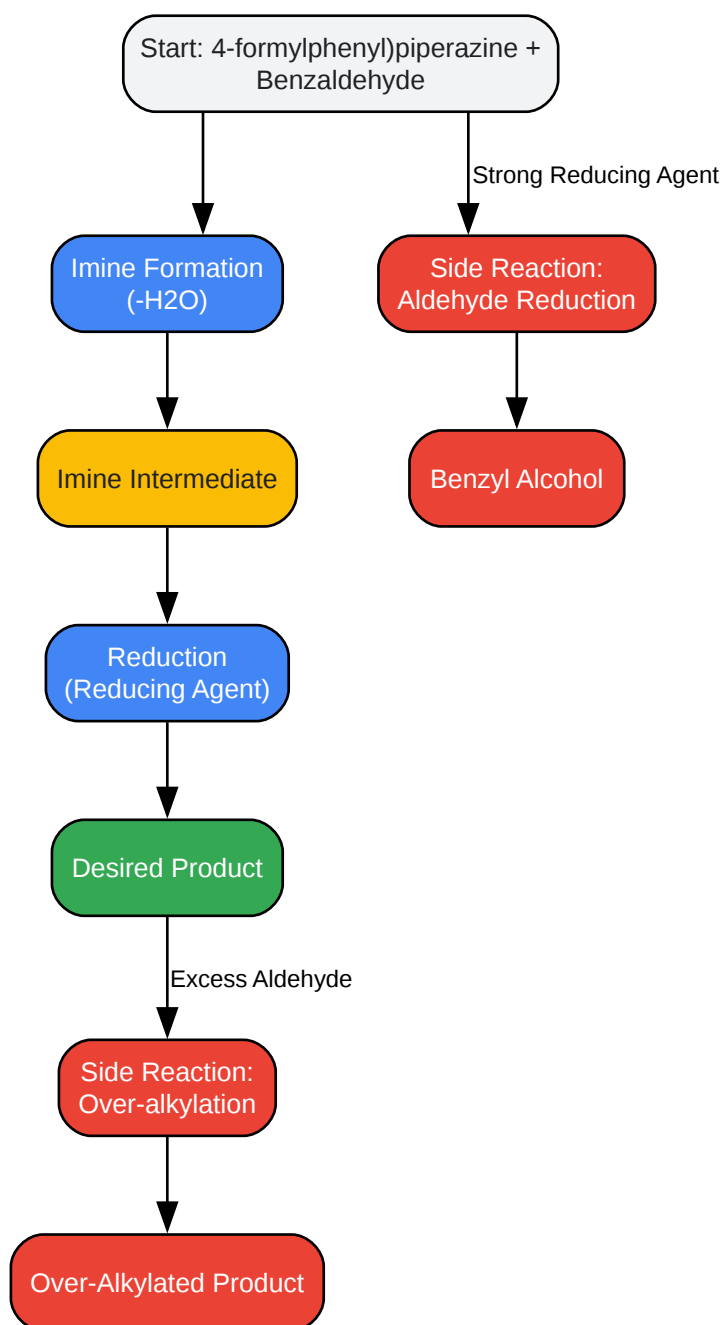 Start: 4-formylphenyl)piperazine +
Benzaldehyde
Strong Reducing Agent
Imine Formation
(-H2O)
Side Reaction:
Aldehyde Reduction
Imine Intermediate
Benzyl Alcohol
Reduction
(Reducing Agent)
Desired Product
Excess Aldehyde
Side Reaction:
Over-alkylation
Over-Alkylated Product